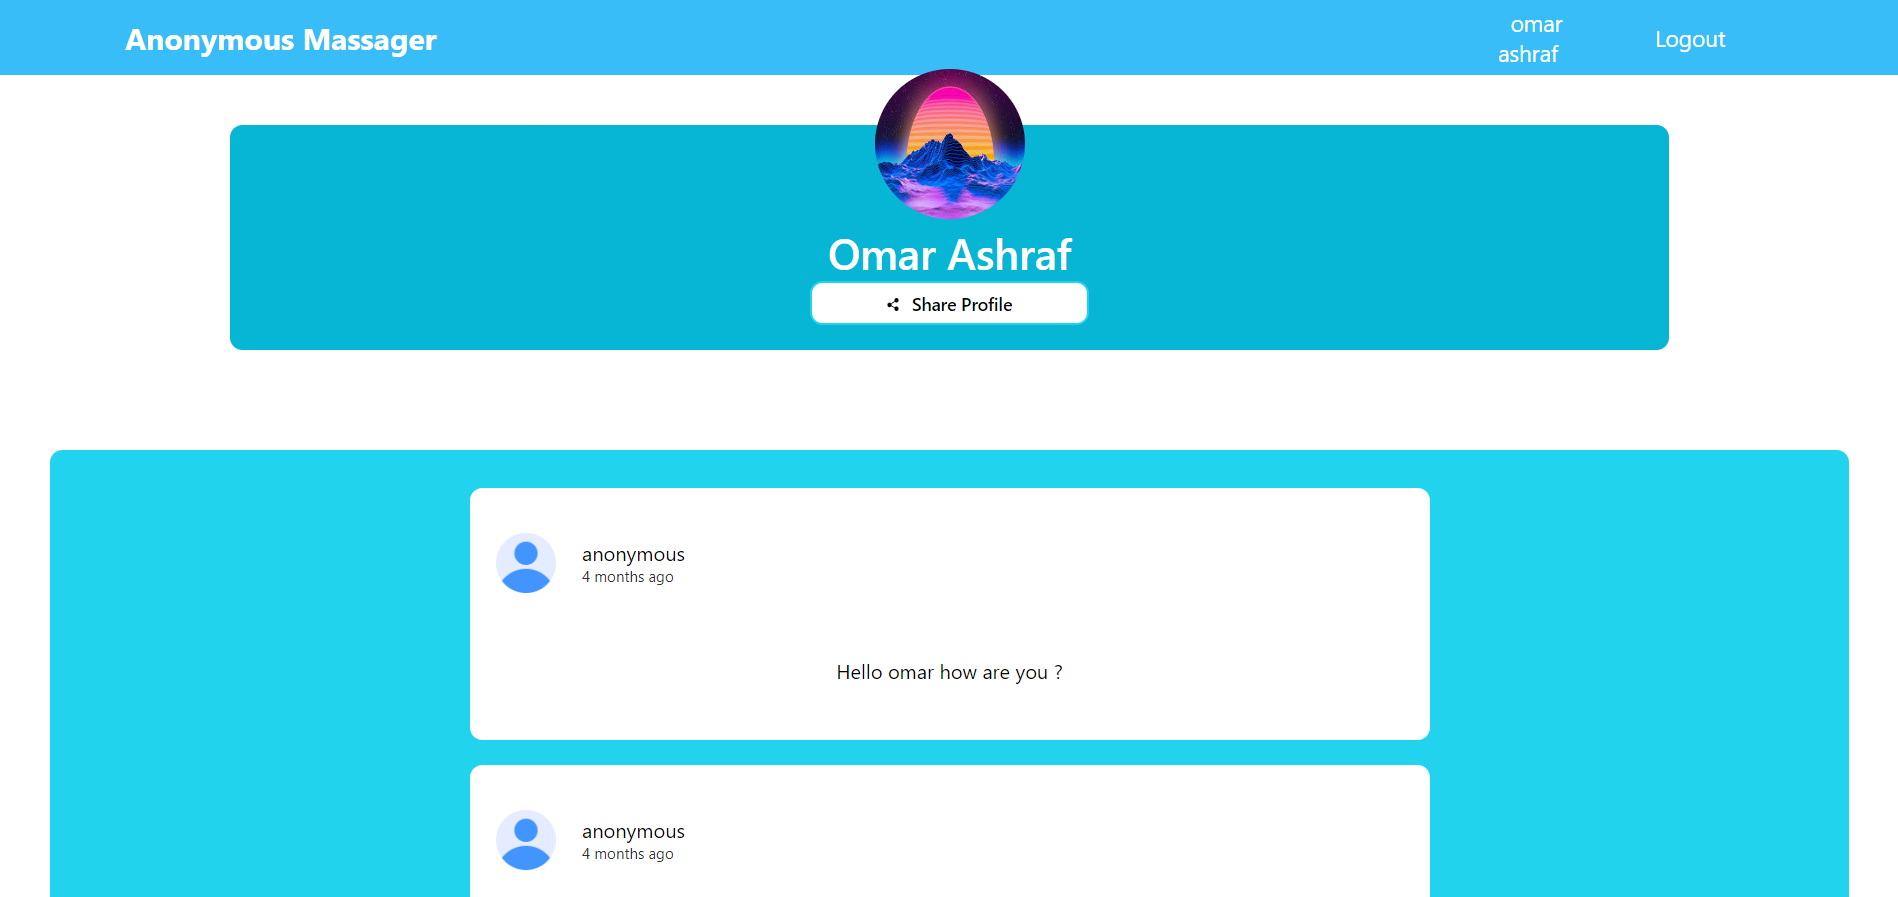 Anonymous Massager
omar
ashraf
Logout
Omar Ashraf
Share Profile
anonymous
4 months ago
Hello omar how are you ?
anonymous
4 months ago